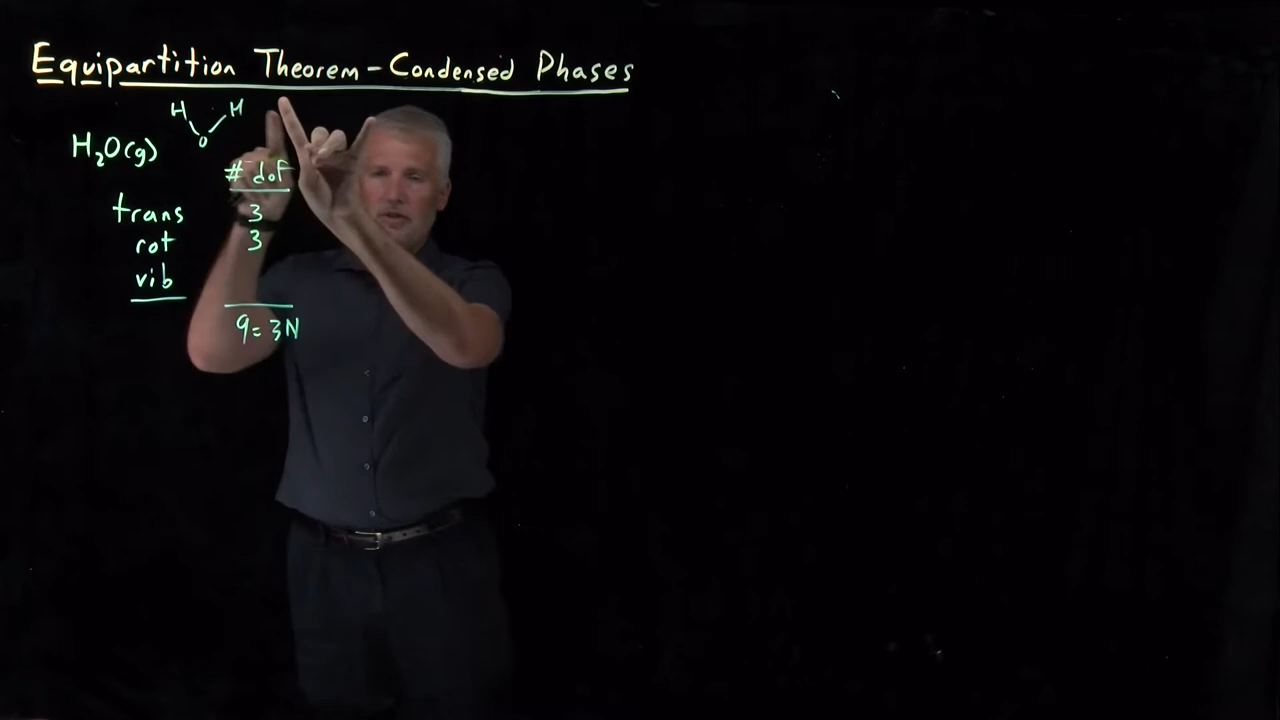 Equipartition Theorem - Condensed Phases
H H
O
H₂O(g)
# dof
trans 3
rot 3
vib
9 = 3N